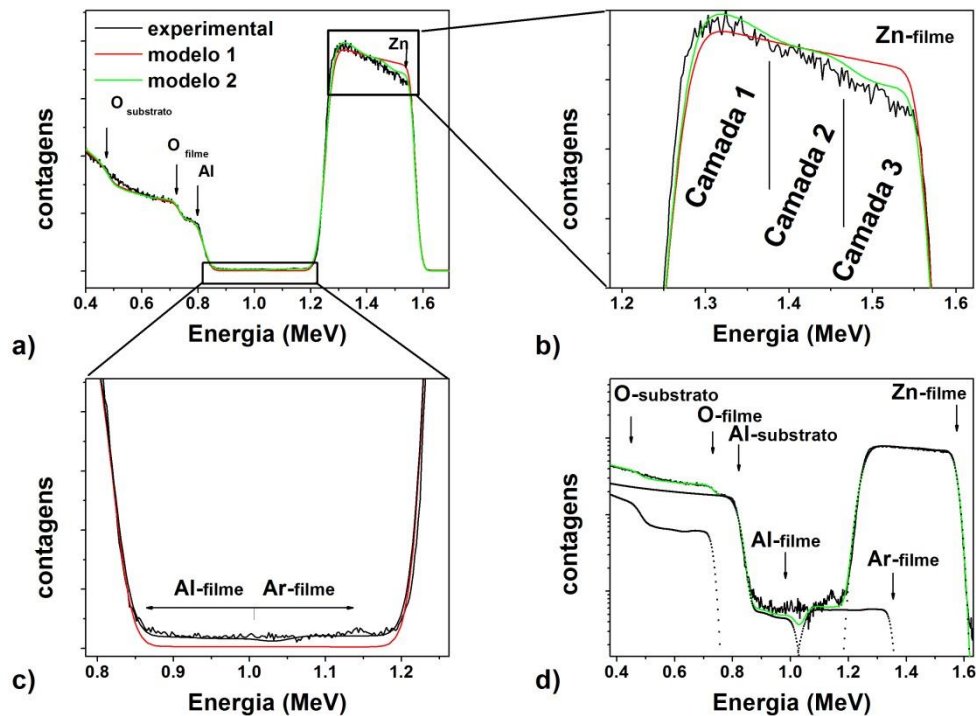 experimental
modelo 1
modelo 2
Zn
O substrato
O filme
Al
contagens
0.4 0.6 0.8 1.0 1.2 1.4 1.6
Energia (MeV)
a)
Zn-filme
Camada 1
Camada 2
Camada 3
contagens
1.2 1.3 1.4 1.5 1.6
Energia (MeV)
b)
Al-filme Ar-filme
contagens
0.8 0.9 1.0 1.1 1.2
Energia (MeV)
c)
O-substrato
O-filme
Al-substrato
Zn-filme
Al-filme
Ar-filme
contagens
0.4 0.6 0.8 1.0 1.2 1.4 1.6
Energia (MeV)
d)